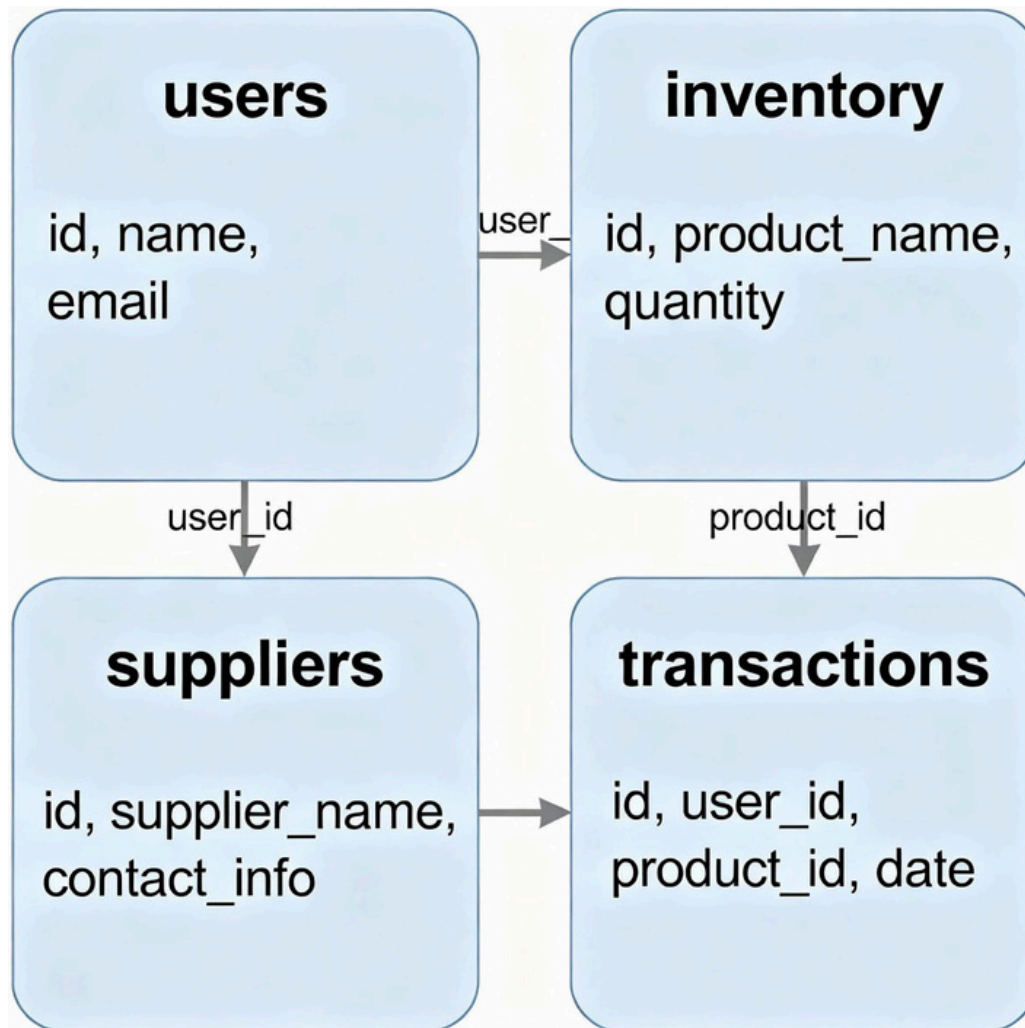 users
id, name,
email
user_
inventory
id, product_name,
quantity
user_id
product_id
suppliers
id, supplier_name,
contact_info
transactions
id, user_id,
product_id, date